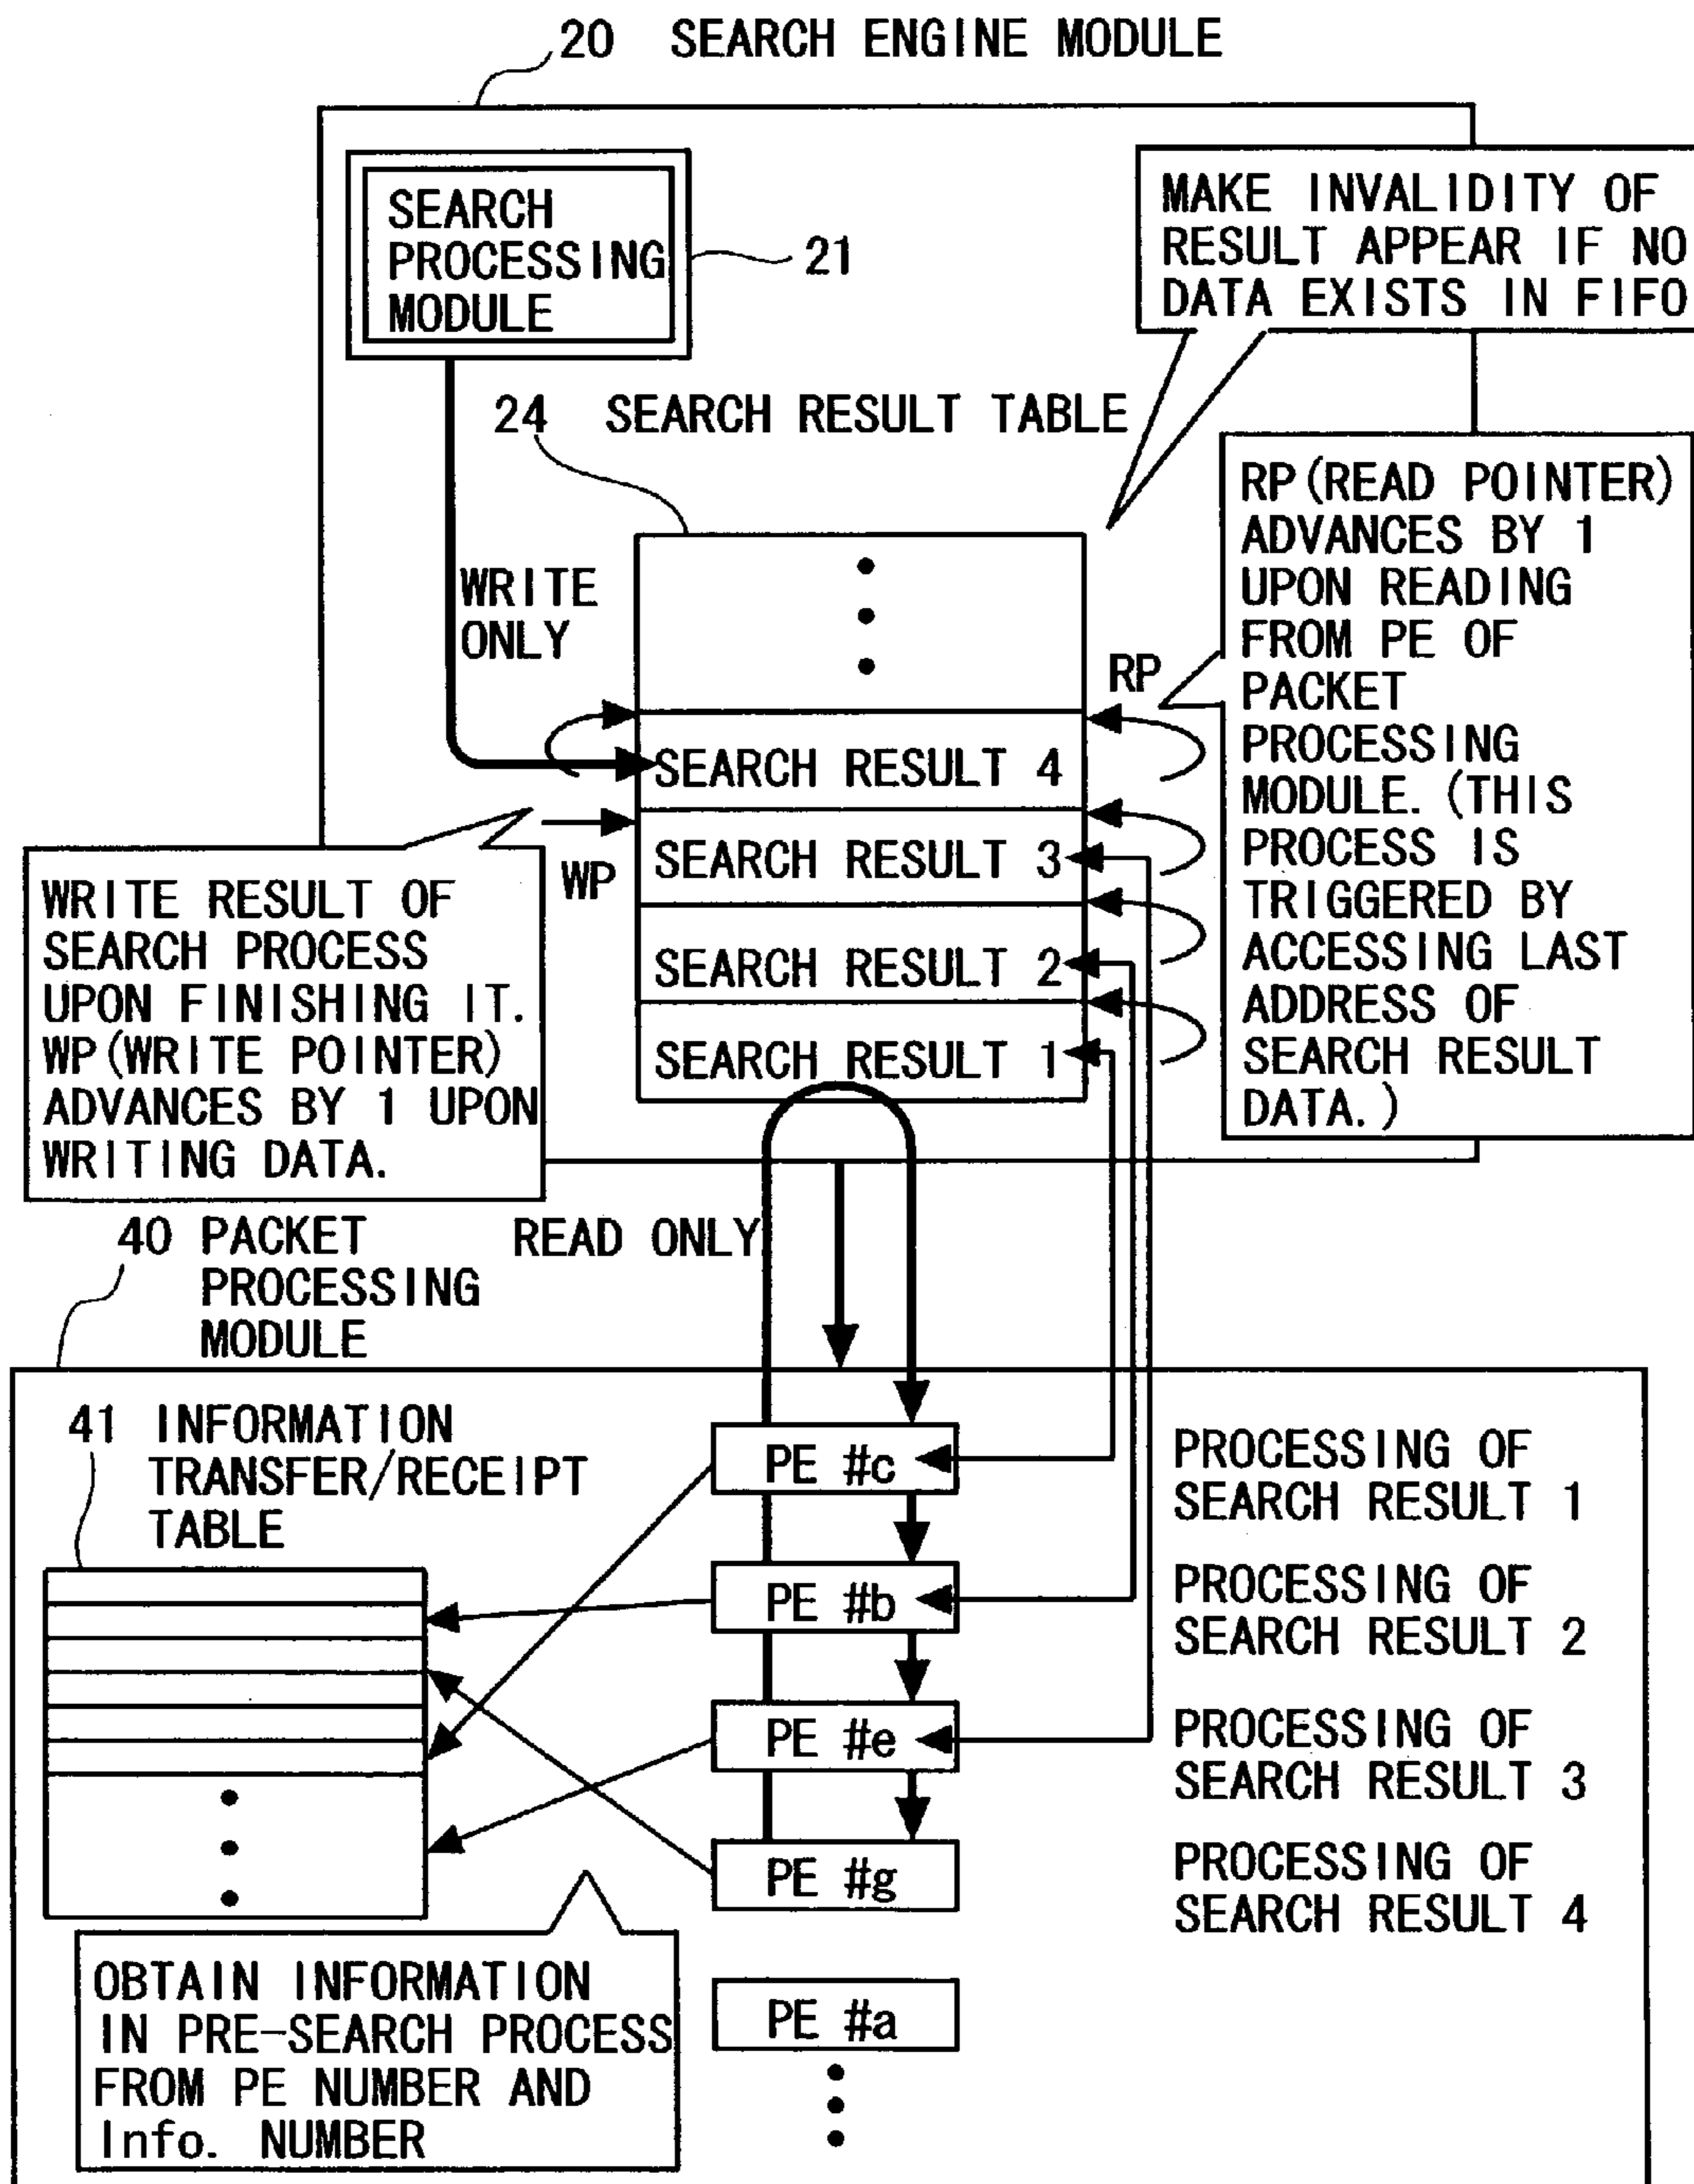 20 SEARCH ENGINE MODULE
SEARCH
PROCESSING
MODULE
21
MAKE INVALIDITY OF
RESULT APPEAR IF NO
DATA EXISTS IN FIFO
24 SEARCH RESULT TABLE
WRITE
ONLY
RP
RP(READ POINTER)
ADVANCES BY 1
UPON READING
FROM PE OF
PACKET
PROCESSING
MODULE. (THIS
PROCESS IS
TRIGGERED BY
ACCESSING LAST
ADDRESS OF
SEARCH RESULT
DATA.)
SEARCH RESULT 4
SEARCH RESULT 3
SEARCH RESULT 2
SEARCH RESULT 1
WP
WRITE RESULT OF
SEARCH PROCESS
UPON FINISHING IT.
WP(WRITE POINTER)
ADVANCES BY 1 UPON
WRITING DATA.
40 PACKET
PROCESSING
MODULE
READ ONLY
41 INFORMATION
TRANSFER/RECEIPT
TABLE
PE #c
PROCESSING OF
SEARCH RESULT 1
PE #b
PROCESSING OF
SEARCH RESULT 2
PE #e
PROCESSING OF
SEARCH RESULT 3
PE #g
PROCESSING OF
SEARCH RESULT 4
OBTAIN INFORMATION
IN PRE-SEARCH PROCESS
FROM PE NUMBER AND
Info. NUMBER
PE #a